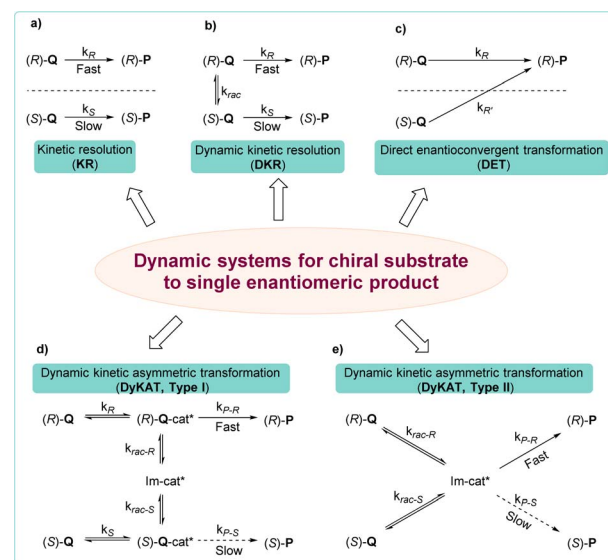 a)
b)
c)
(R)-Q k_R Fast (R)-P
(S)-Q k_S Slow (S)-P
Kinetic resolution
(KR)
(R)-Q k_R Fast (R)-P
k_rac
(S)-Q k_S Slow (S)-P
Dynamic kinetic resolution
(DKR)
(R)-Q k_R (R)-P
k_R'
(S)-Q
Direct enantioconvergent transformation
(DET)
Dynamic systems for chiral substrate
to single enantiomeric product
d)
Dynamic kinetic asymmetric transformation
(DyKAT, Type I)
(R)-Q k_R (R)-Q-cat* k_P-R Fast (R)-P
k_rac-R
Im-cat*
k_rac-S
(S)-Q k_S (S)-Q-cat* k_P-S Slow (S)-P
e)
Dynamic kinetic asymmetric transformation
(DyKAT, Type II)
(R)-Q (R)-P
k_rac-R k_P-R
Fast
Im-cat*
k_rac-S k_P-S
Slow
(S)-Q (S)-P